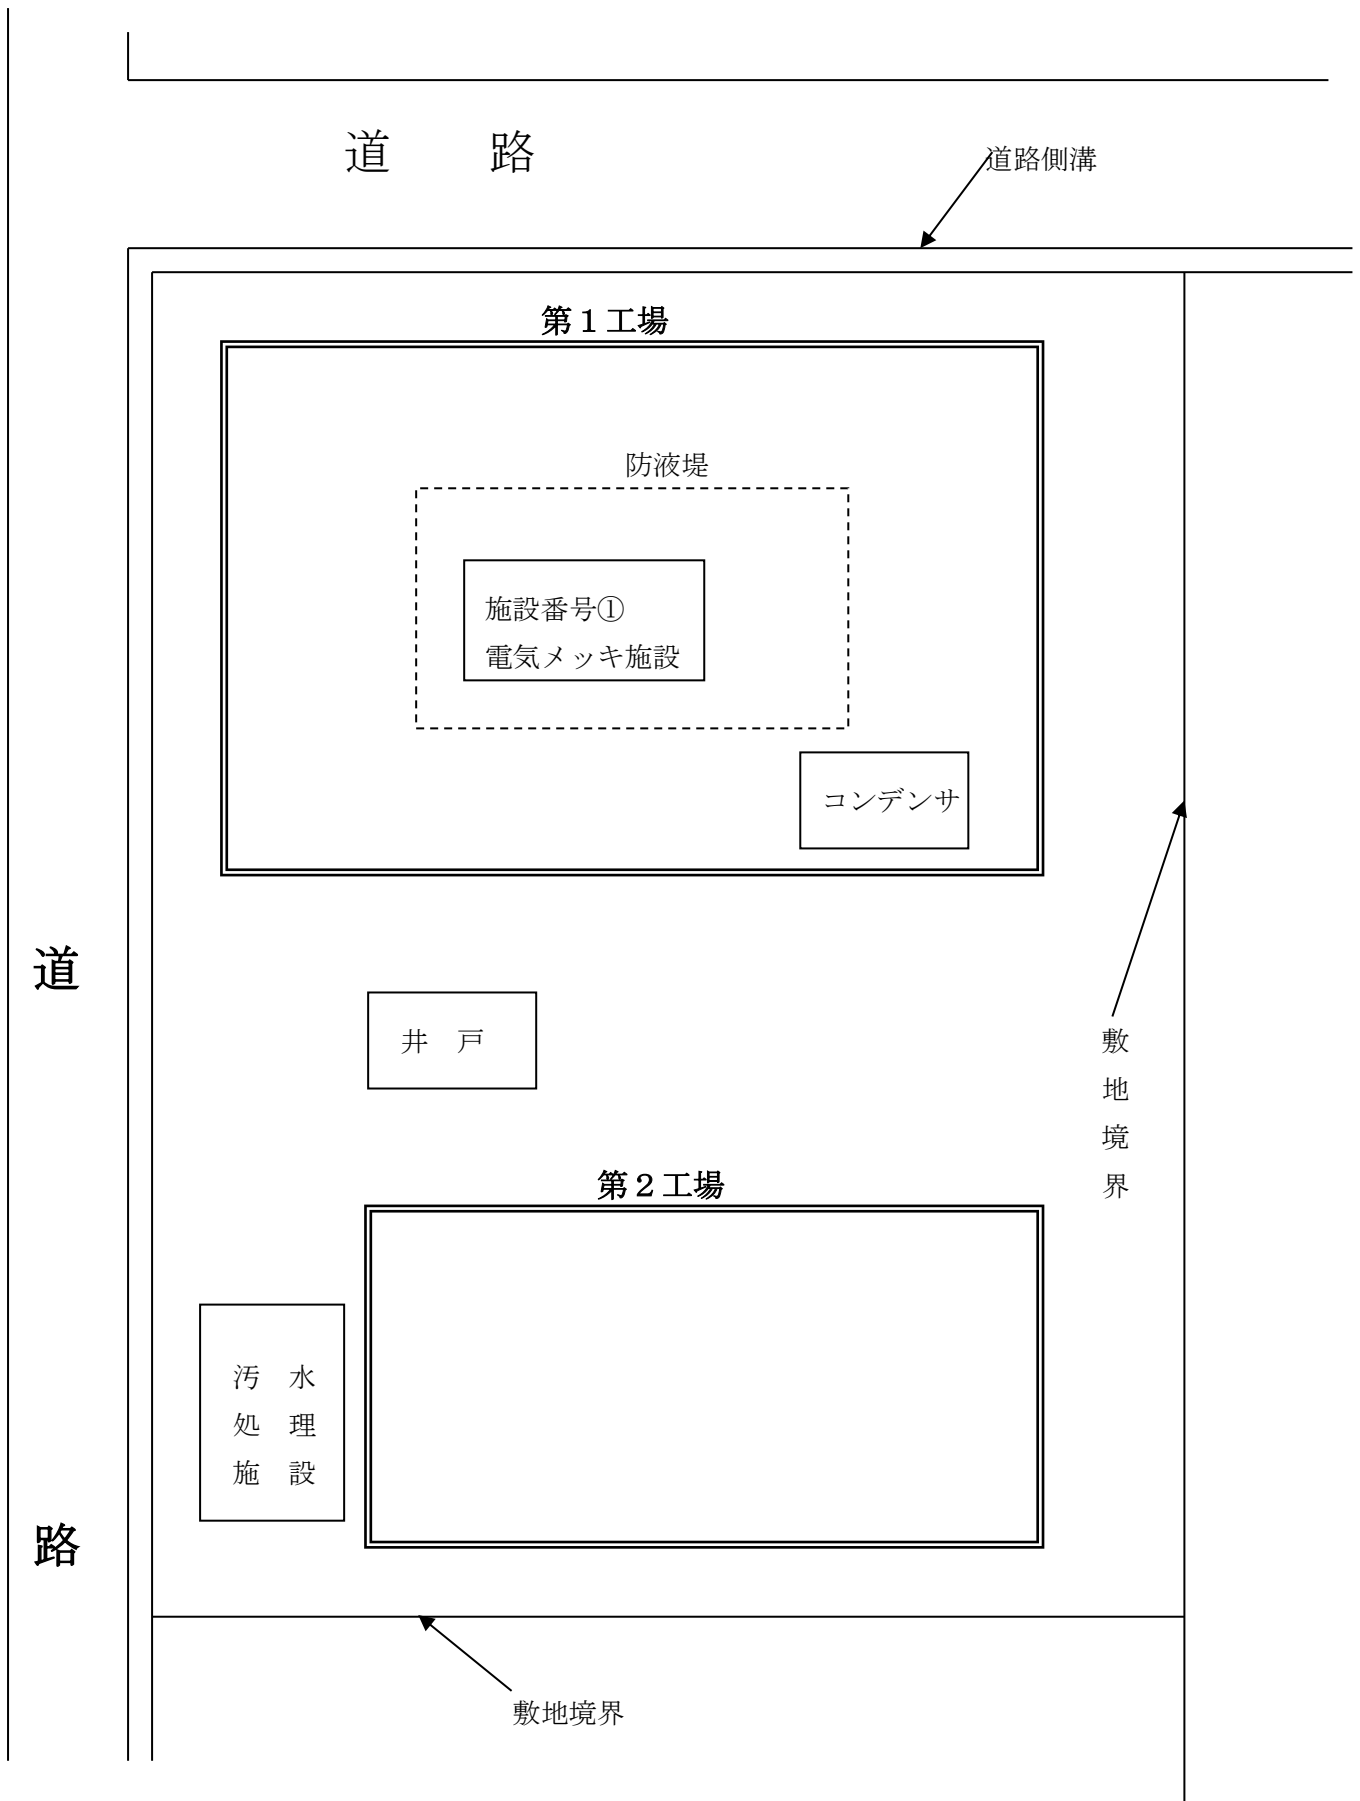 道　　路
道路側溝
第１工場
防液堤
施設番号①
電気メッキ施設
コンデンサ
道
路
井　戸
敷
地
境
界
第２工場
汚　水
処　理
施　設
敷地境界